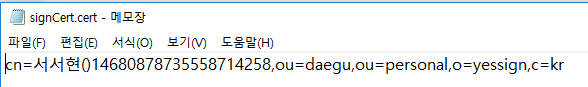 signCert.cert - 메모장
파일(F) 편집(E) 서식(O) 보기(V) 도움말(H)
cn=서서현()14680878735558714258,ou=daegu,ou=personal,o=yessign,c=kr